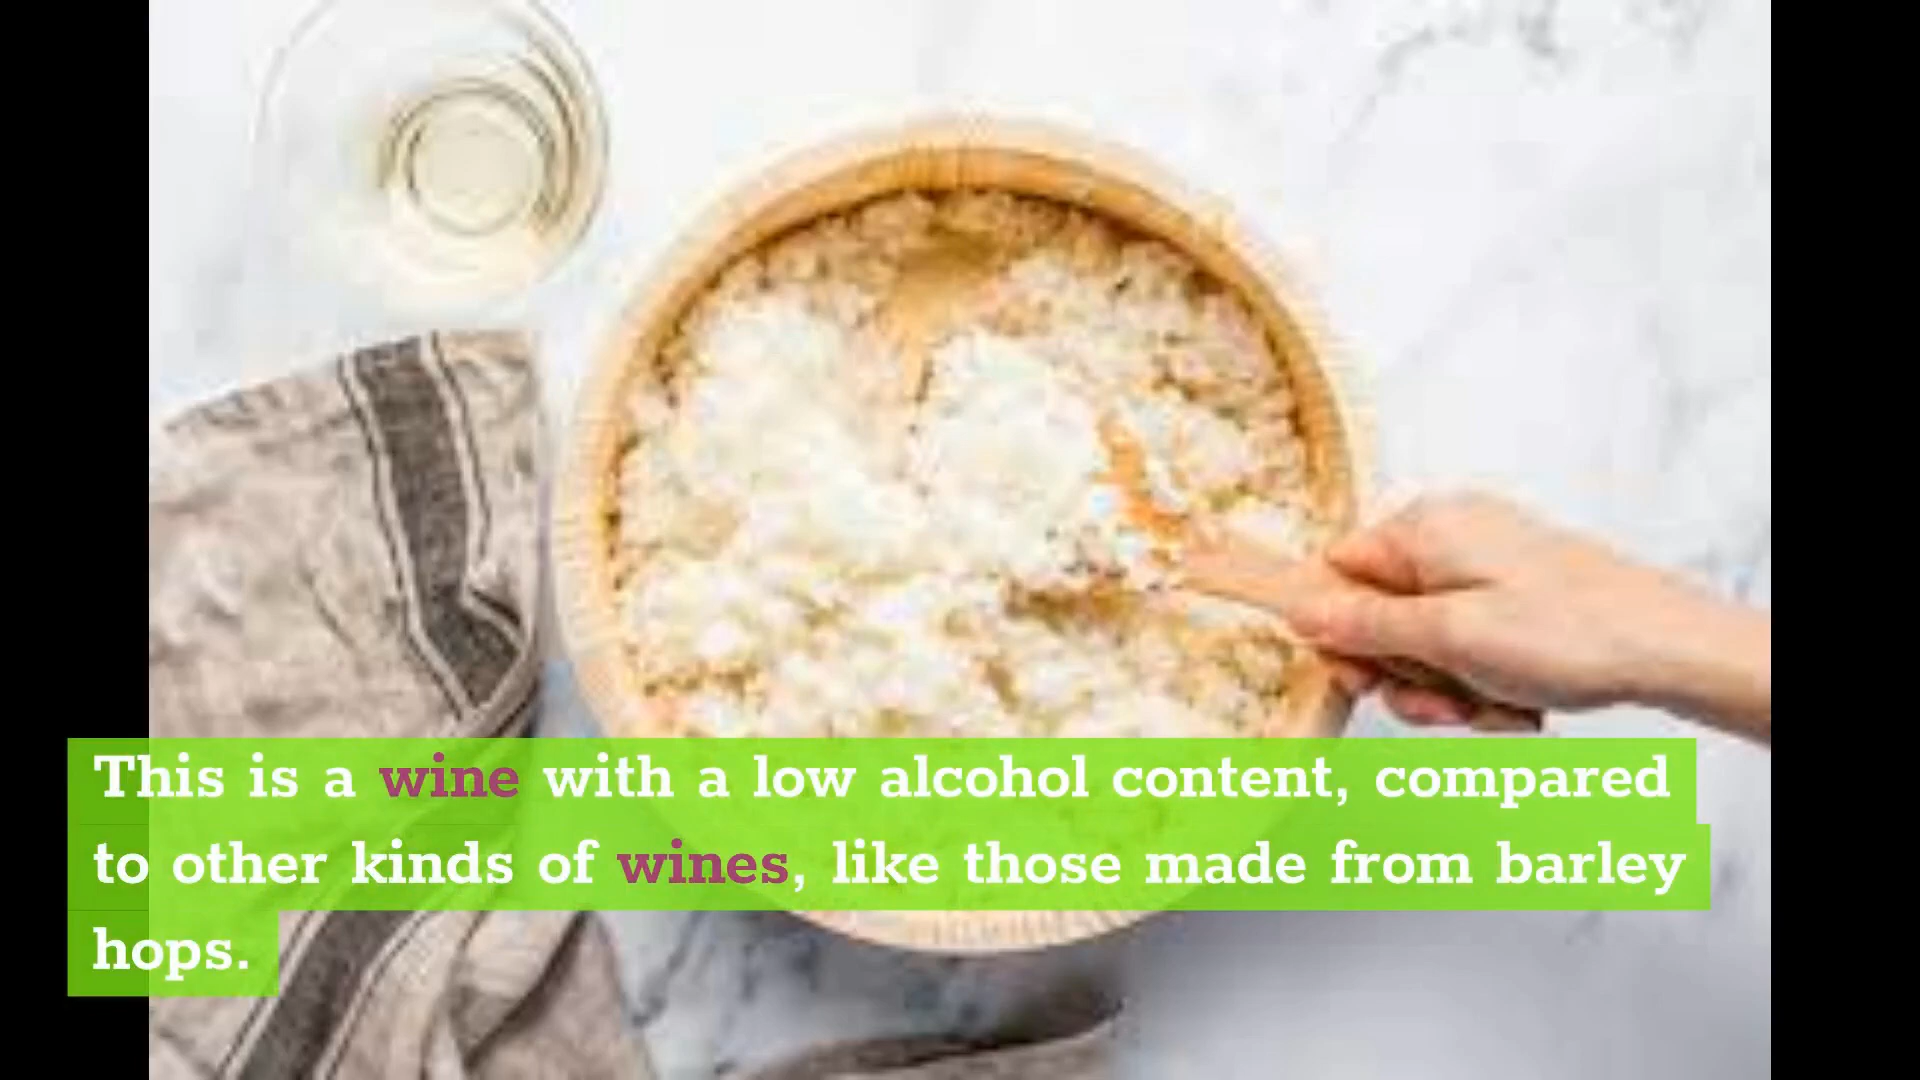 This is a wine with a low alcohol content, compared
to other kinds of wines, like those made from barley
hops.